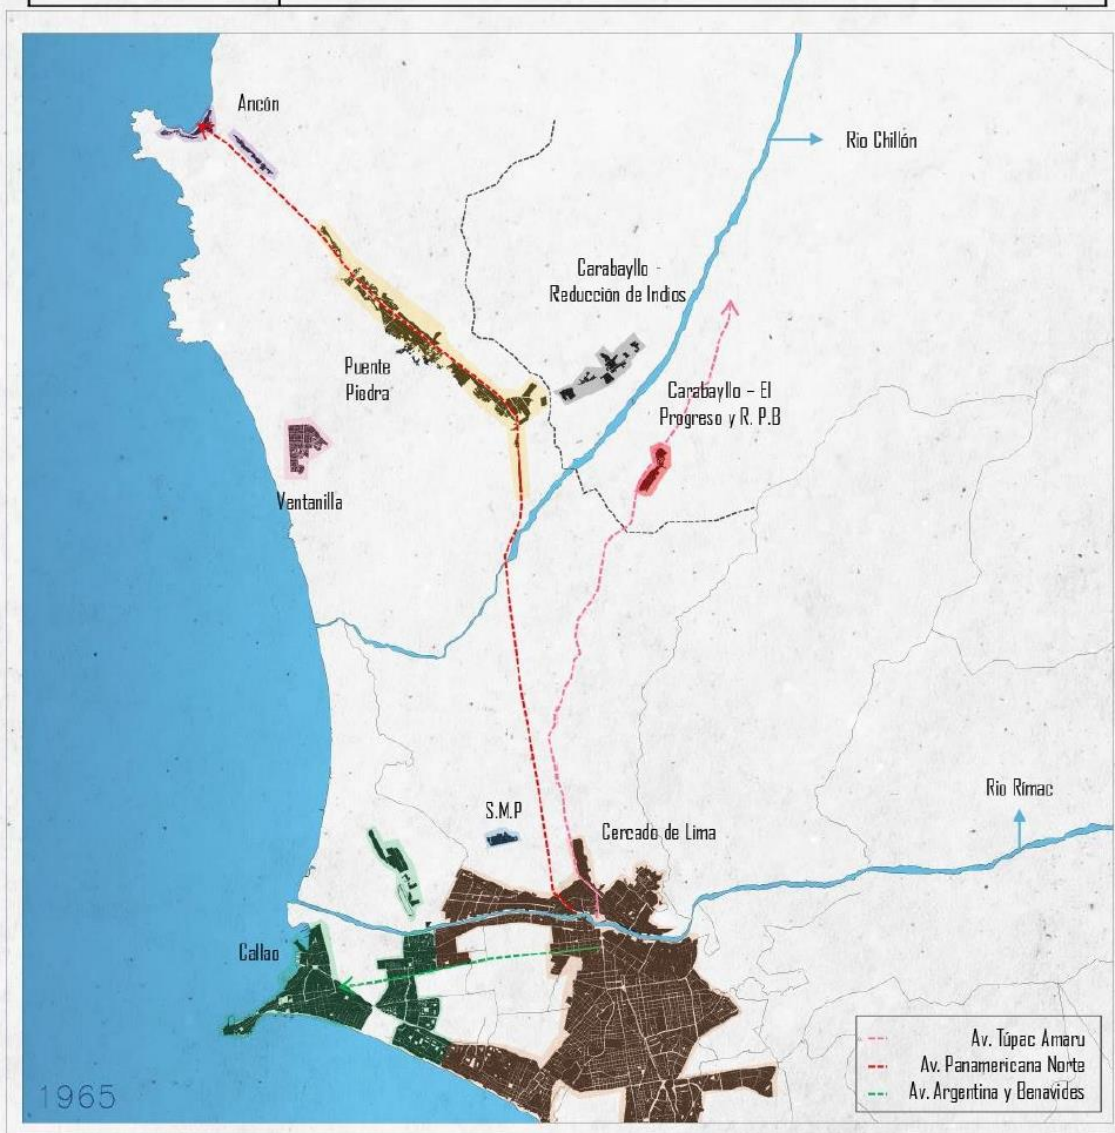 Ancón
Rio Chillón
Carabayllo -
Reducción de Indios
Puente
Piedra
Carabayllo - El
Progreso y R. P.B
Ventanilla
Rio Rímac
S.M.P
Cercado de Lima
Callao
Av. Túpac Amaru
Av. Panamericana Norte
Av. Argentina y Benavides
1965